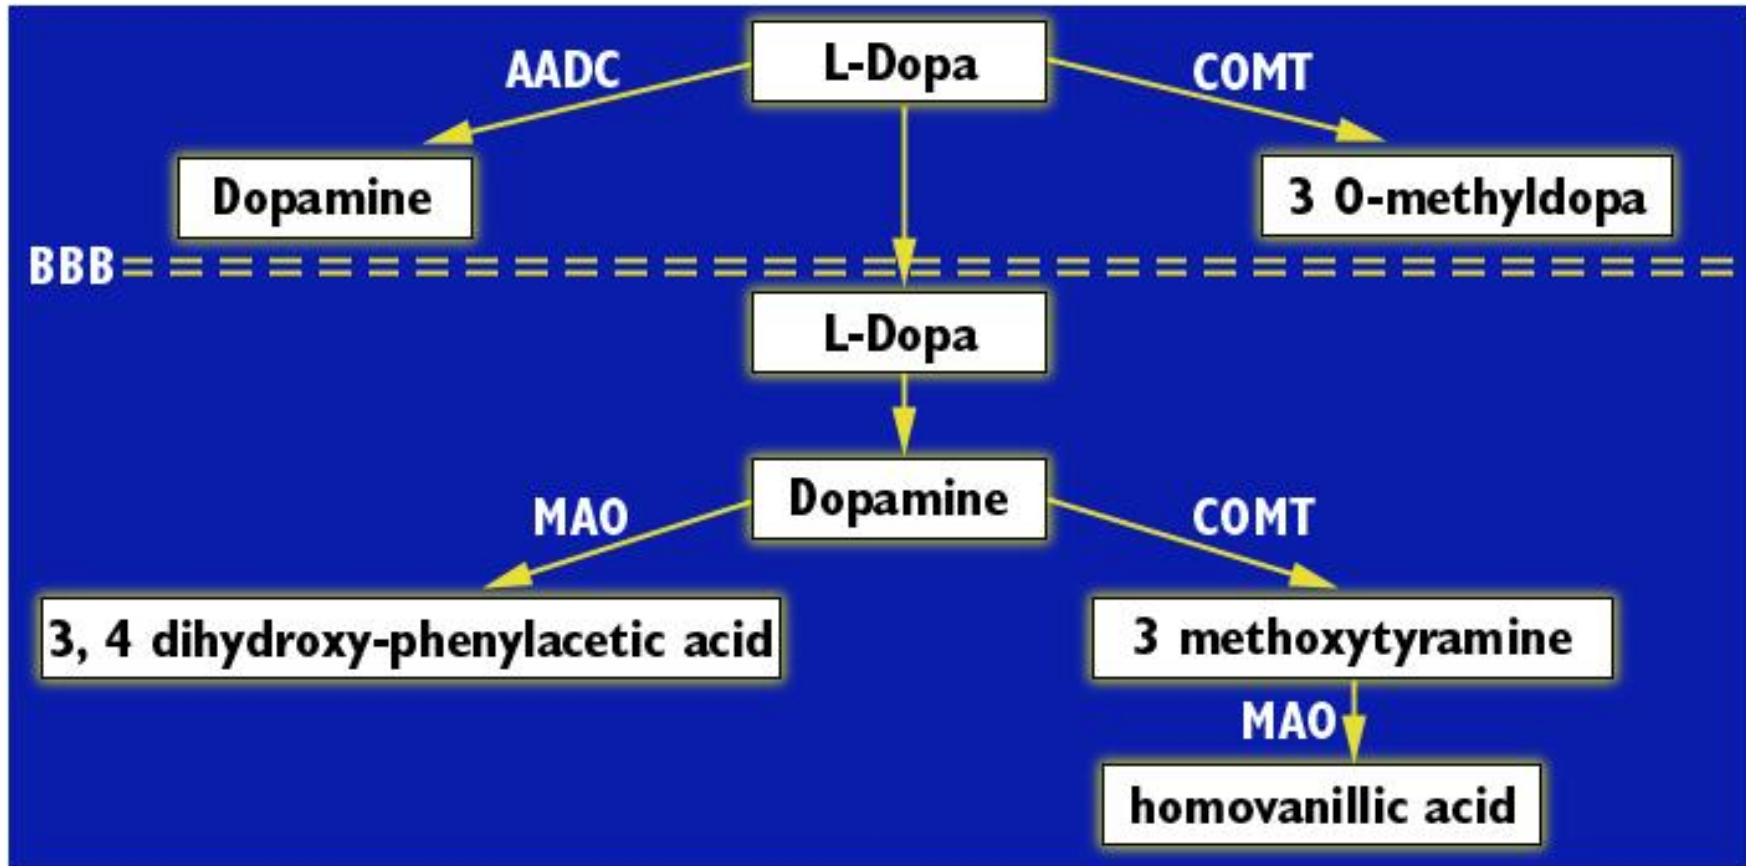 L-Dopa
AADC
COMT
Dopamine
3 O-methyldopa
BBB
L-Dopa
Dopamine
MAO
COMT
3, 4 dihydroxy-phenylacetic acid
3 methoxytyramine
MAO
homovanillic acid